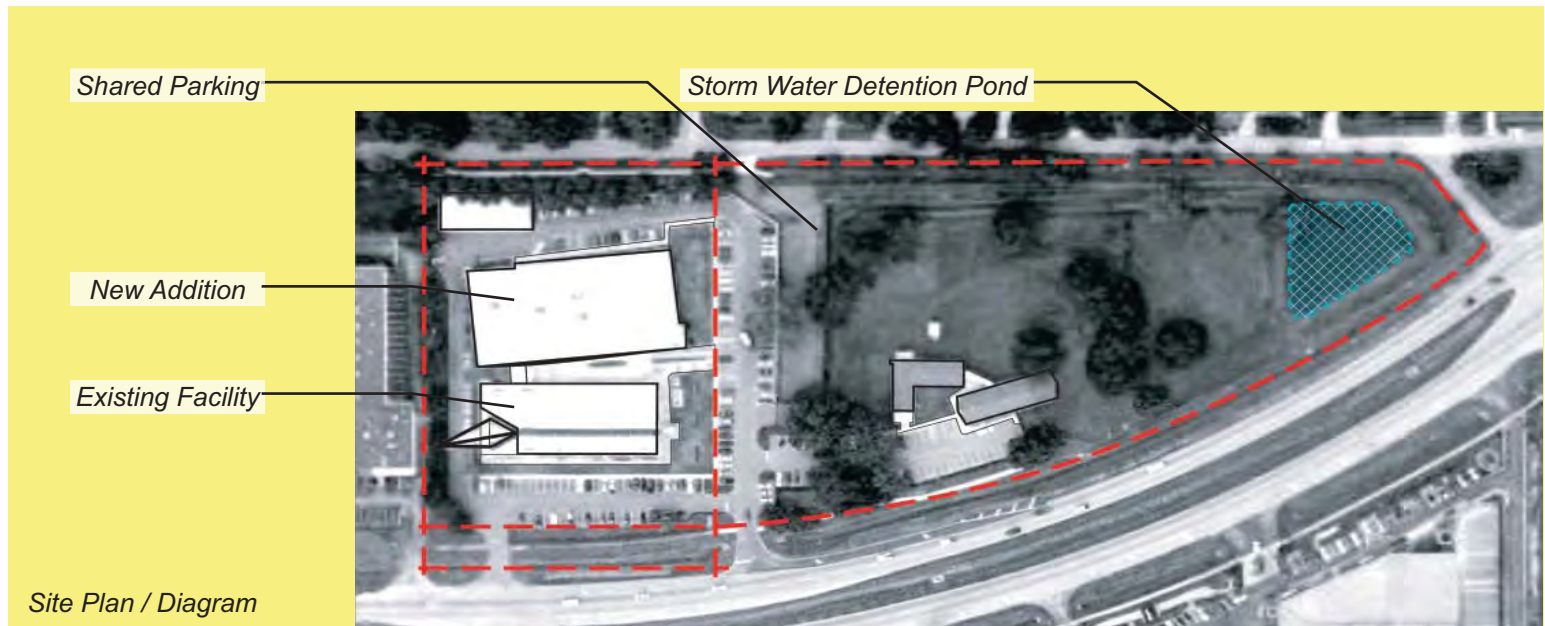 Shared Parking
Storm Water Detention Pond
New Addition
Existing Facility
Site Plan / Diagram